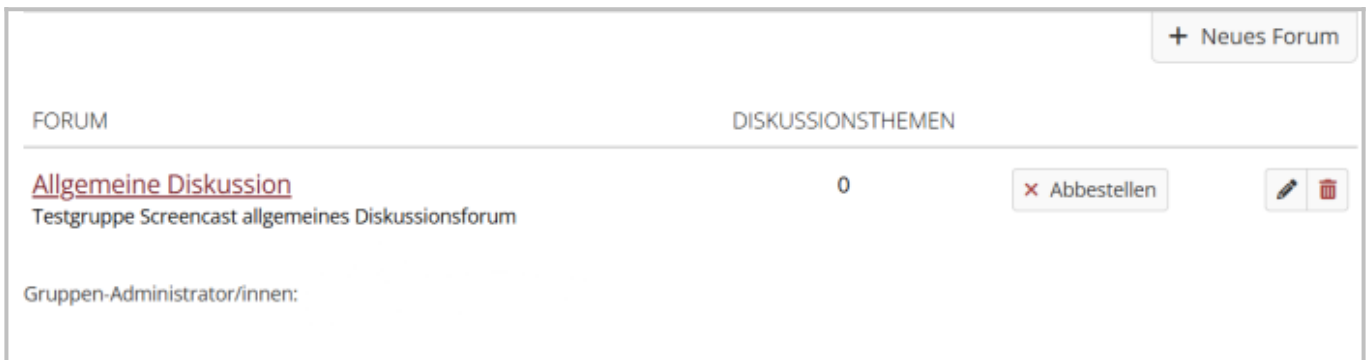 + Neues Forum
FORUM DISKUSSIONSTHEMEN
Allgemeine Diskussion 0 × Abbestellen
Testgruppe Screencast allgemeines Diskussionsforum
Gruppen-Administrator/innen: